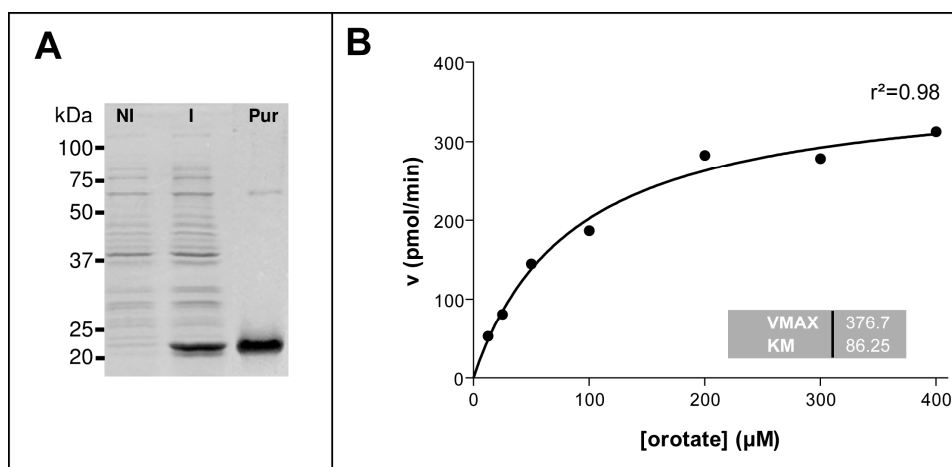 A
kDa NI I Pur
100
75
50
37
25
20
B
400
300
200
100
0
v (pmol/min)
r²=0.98
VMAX 376.7
KM 86.25
0 100 200 300 400
[orotate] (µM)